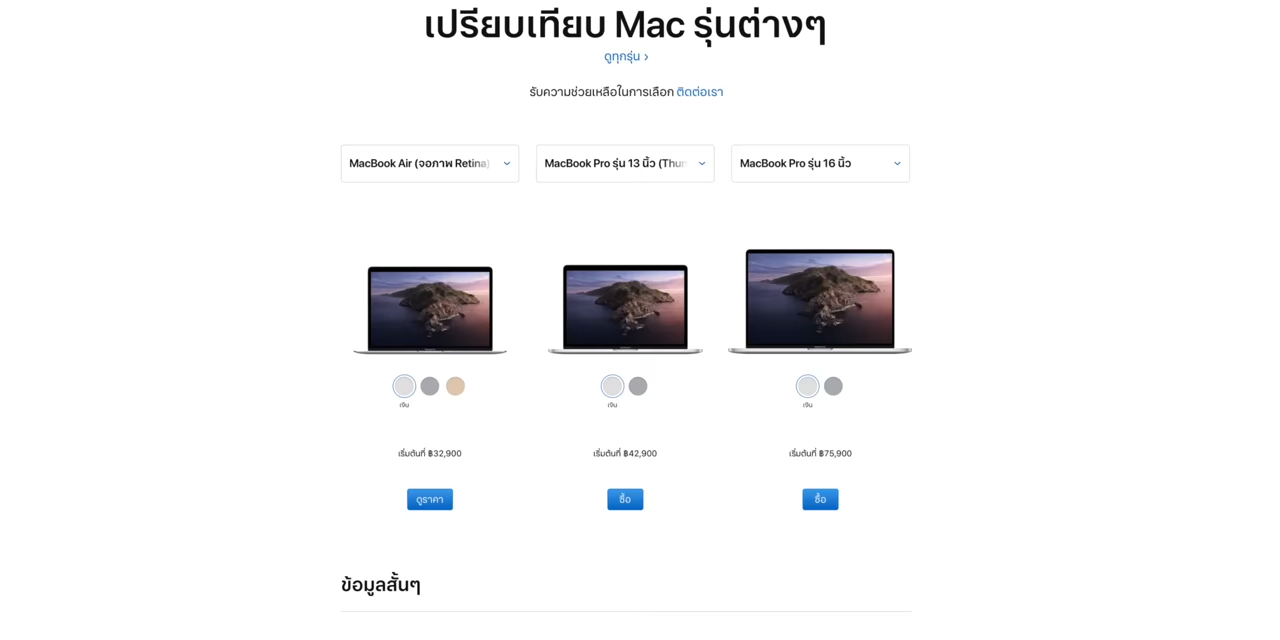 เปรียบเทียบ Mac รุ่นต่างๆ
ดูทุกรุ่น >
รับความช่วยเหลือในการเลือก ติดต่อเรา
MacBook Air (จอภาพ Retina)
MacBook Pro รุ่น 13 นิ้ว (Thun
MacBook Pro รุ่น 16 นิ้ว
เงิน
เงิน
เงิน
เริ่มต้นที่ ฿32,900
เริ่มต้นที่ ฿42,900
เริ่มต้นที่ ฿75,900
ดูราคา
ซื้อ
ซื้อ
ข้อมูลสั้นๆ